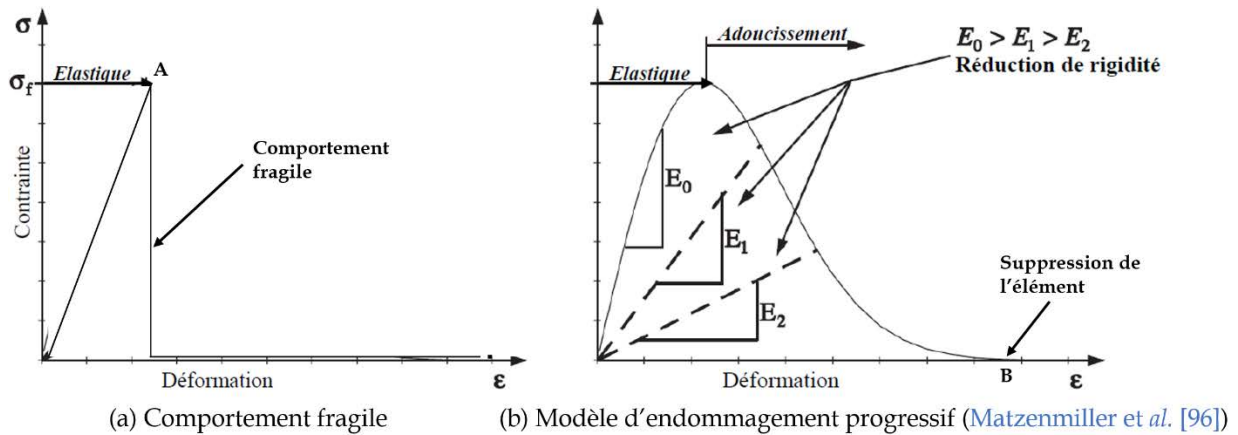 σ
σf
Elastique
A
Comportement
fragile
Contrainte
Déformation
ε
(a) Comportement fragile
Adoucissement
Elastique
E0 > E1 > E2
Réduction de rigidité
E0
E1
E2
Suppression de
l'élément
B
Déformation
ε
(b) Modèle d'endommagement progressif (Matzenmiller et al. [96])